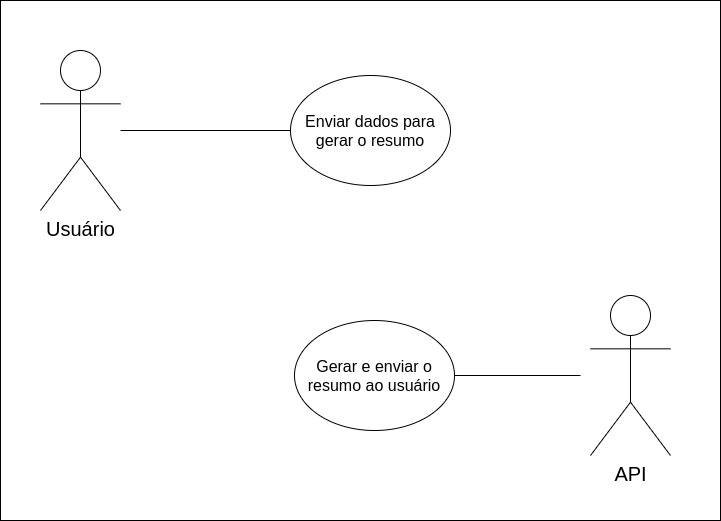 Enviar dados para
gerar o resumo
Usuário
Gerar e enviar o
resumo ao usuário
API